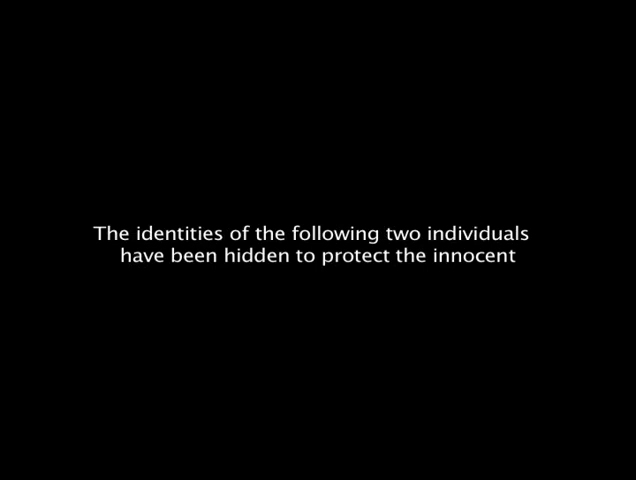 The identities of the following two individuals
have been hidden to protect the innocent